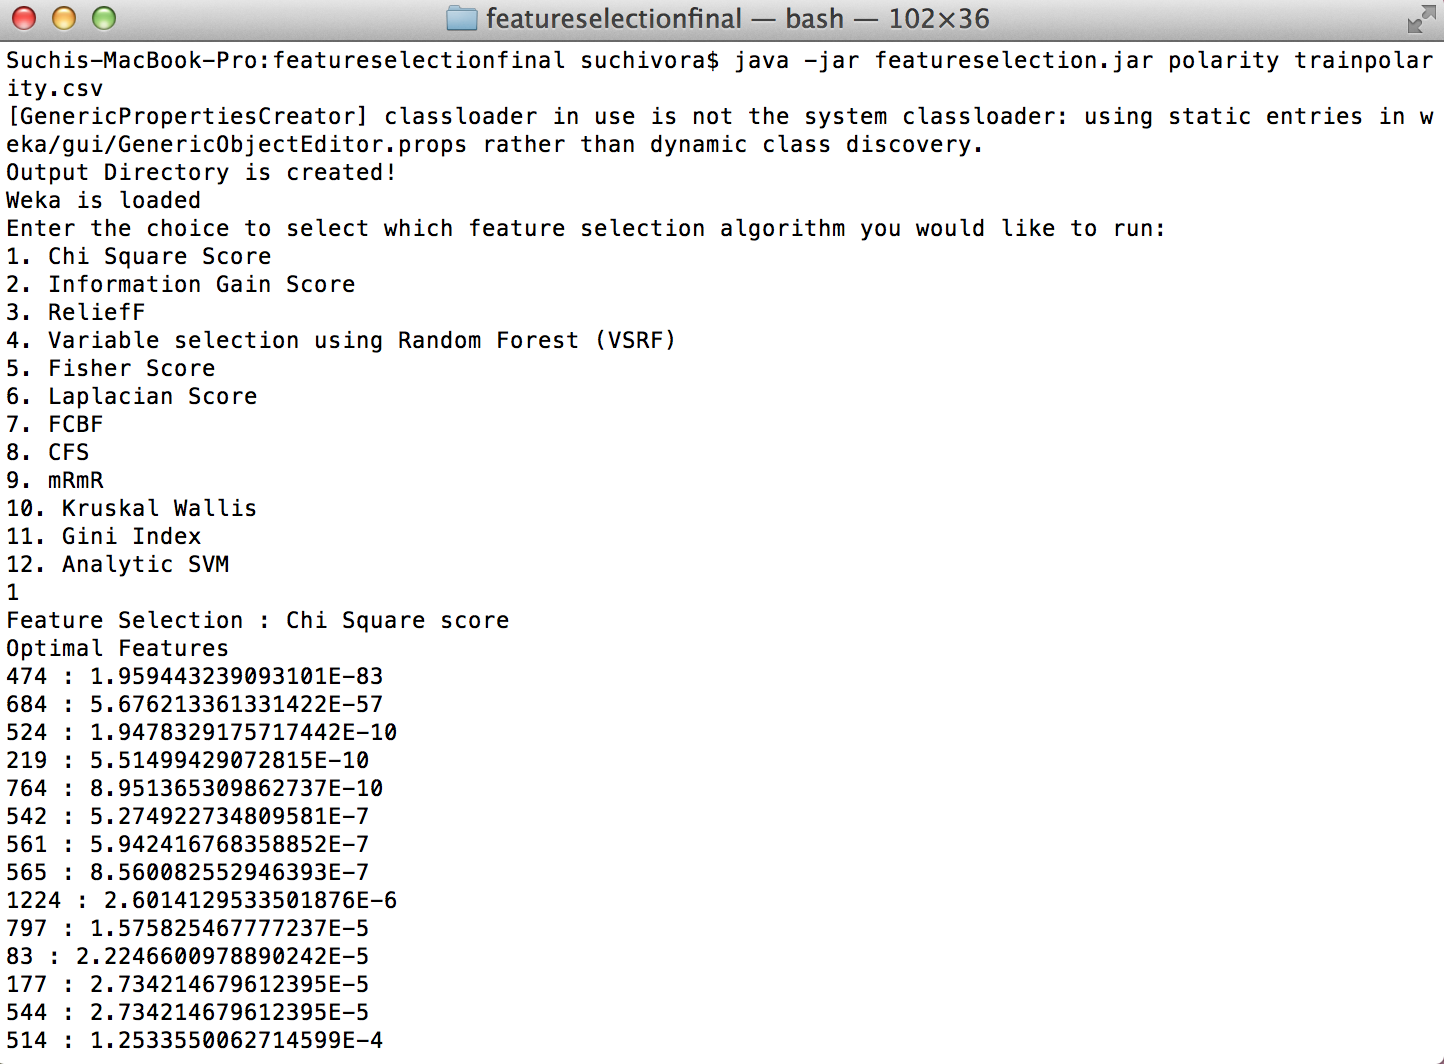 featureselectionfinal — bash — 102×36
Suchis-MacBook-Pro:featureselectionfinal suchivora$ java -jar featureselection.jar polarity trainpolar
ity.csv
[GenericPropertiesCreator] classloader in use is not the system classloader: using static entries in w
eka/gui/GenericObjectEditor.props rather than dynamic class discovery.
Output Directory is created!
Weka is loaded
Enter the choice to select which feature selection algorithm you would like to run:
1. Chi Square Score
2. Information Gain Score
3. ReliefF
4. Variable selection using Random Forest (VSRF)
5. Fisher Score
6. Laplacian Score
7. FCBF
8. CFS
9. mRmR
10. Kruskal Wallis
11. Gini Index
12. Analytic SVM
1
Feature Selection : Chi Square score
Optimal Features
474 : 1.959443239093101E-83
684 : 5.676213361331422E-57
524 : 1.9478329175717442E-10
219 : 5.51499429072815E-10
764 : 8.951365309862737E-10
542 : 5.274922734809581E-7
561 : 5.942416768358852E-7
565 : 8.560082552946393E-7
1224 : 2.6014129533501876E-6
797 : 1.575825467777237E-5
83 : 2.2246600978890242E-5
177 : 2.734214679612395E-5
544 : 2.734214679612395E-5
514 : 1.2533550062714599E-4